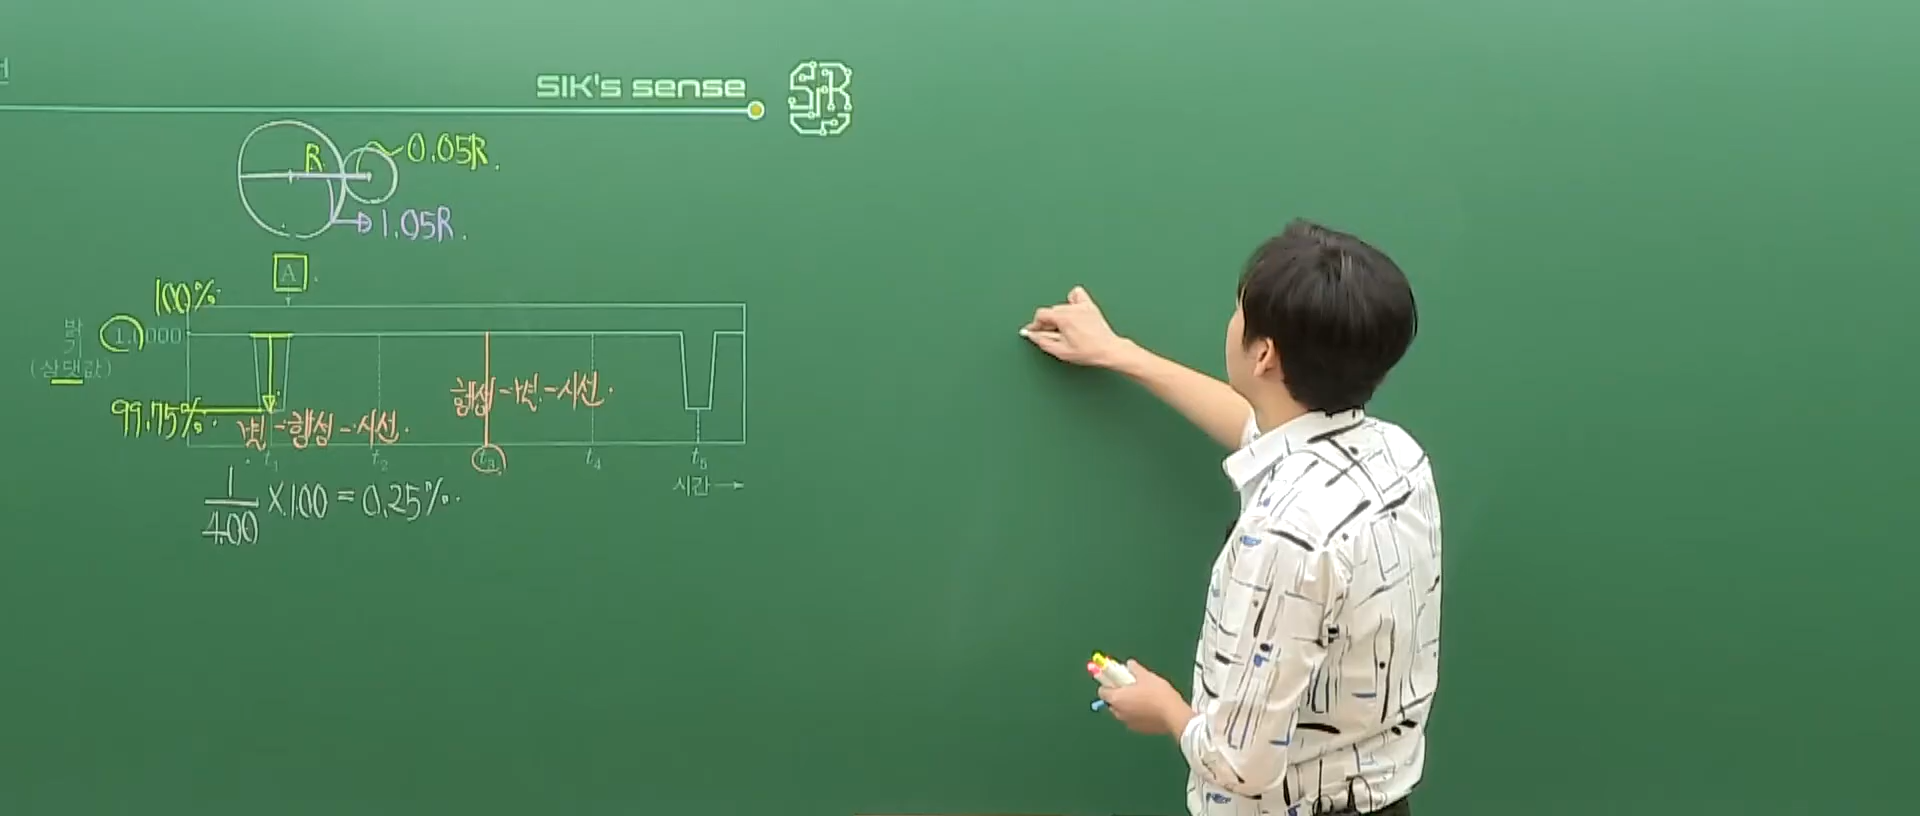 SIK's sense
R
0.05R.
1.05R.
A
100%
밝
기
(상댓값)
1.0000
99.75%
별-행성-시선.
행성-별-시선.
t₁ t₂ t₃ t₄ t₅
시간→
1/400 × 100 = 0.25%.